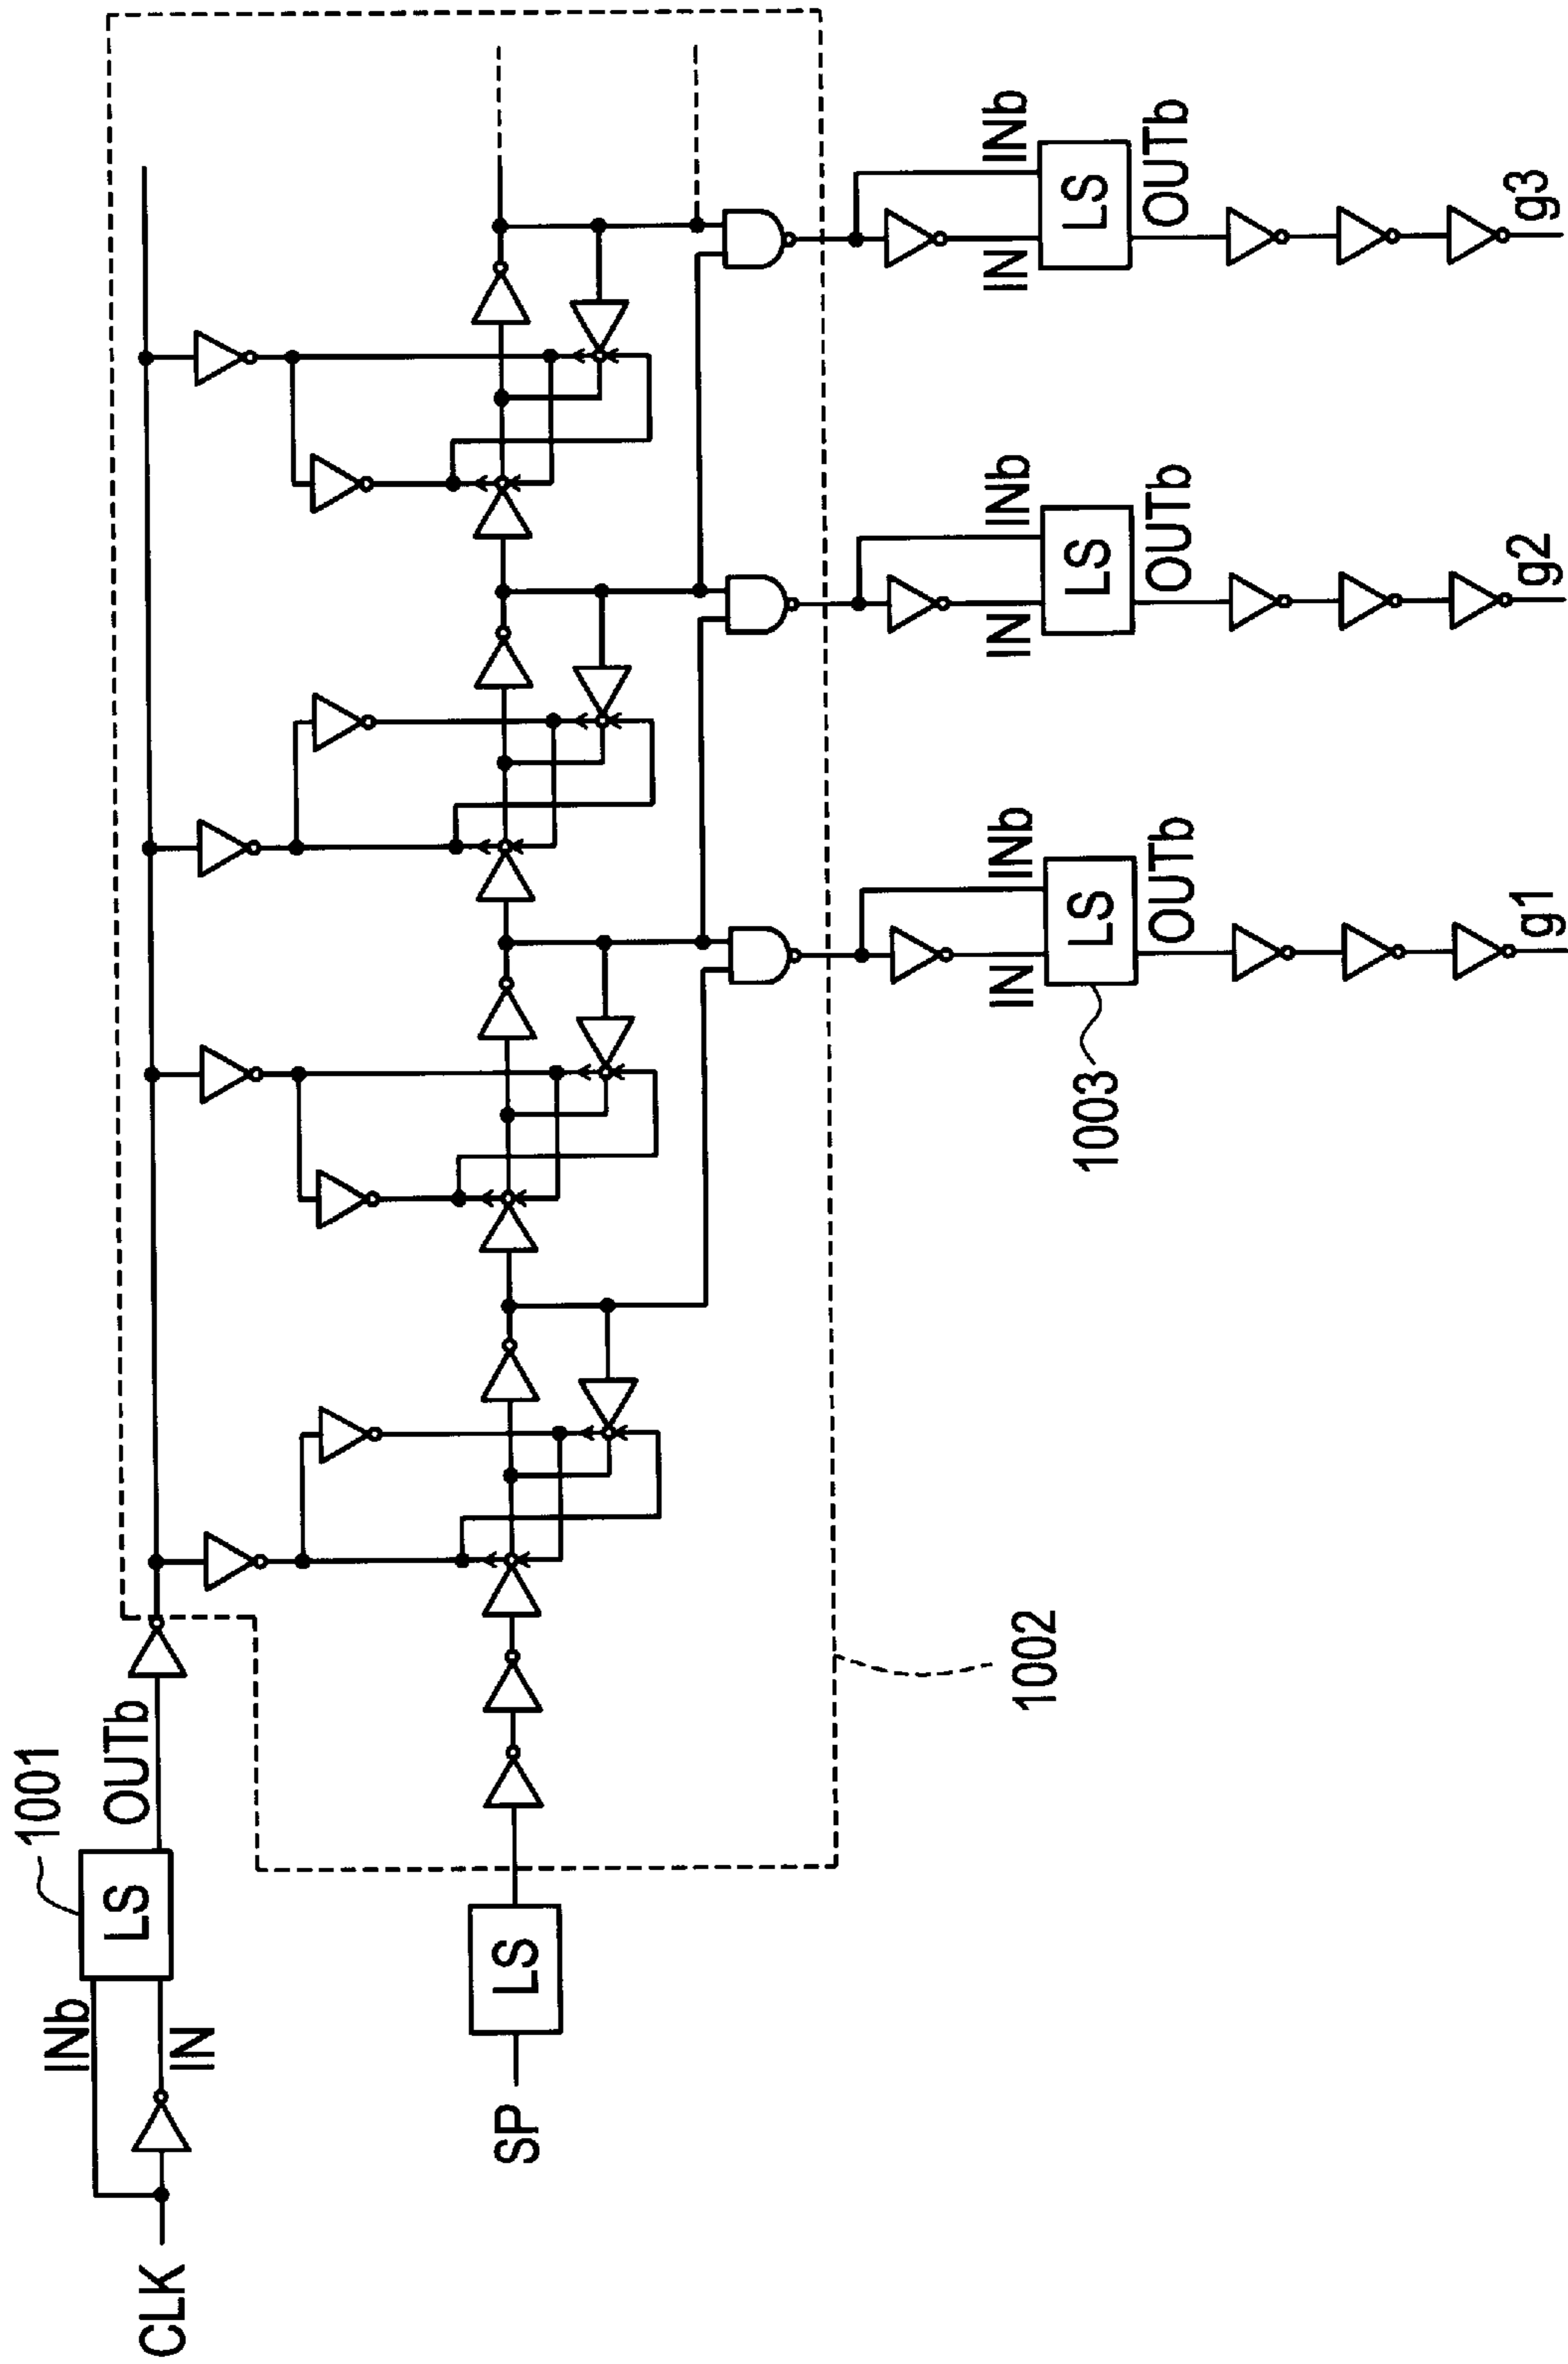 CLK
INb
IN
LS
1001
OUTb
SP
LS
1002
IN
INb
LS
1003
OUTb
g1
IN
INb
LS
OUTb
g2
IN
INb
LS
OUTb
g3